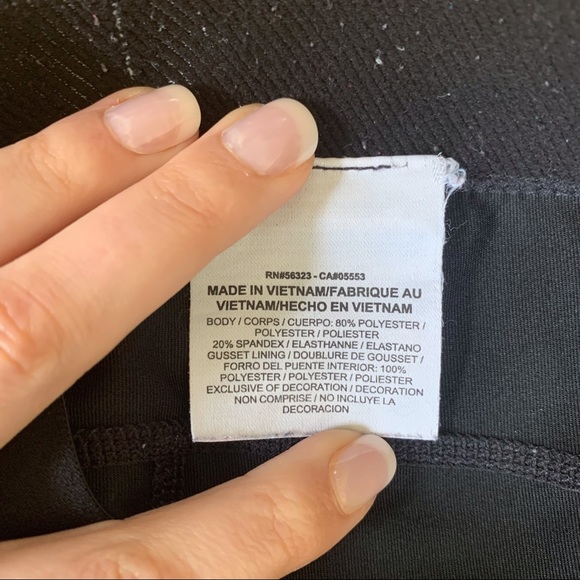 RN#56323 - CA#05553
MADE IN VIETNAM/FABRIQUE AU
VIETNAM/HECHO EN VIETNAM
BODY / CORPS / CUERPO: 80% POLYESTER /
POLYESTER / POLIESTER
20% SPANDEX / ELASTHANNE / ELASTANO
GUSSET LINING / DOUBLURE DE GOUSSET /
FORRO DEL PUENTE INTERIOR: 100%
POLYESTER / POLYESTER / POLIESTER
EXCLUSIVE OF DECORATION / DECORATION
NON COMPRISE / NO INCLUYE LA
DECORACION